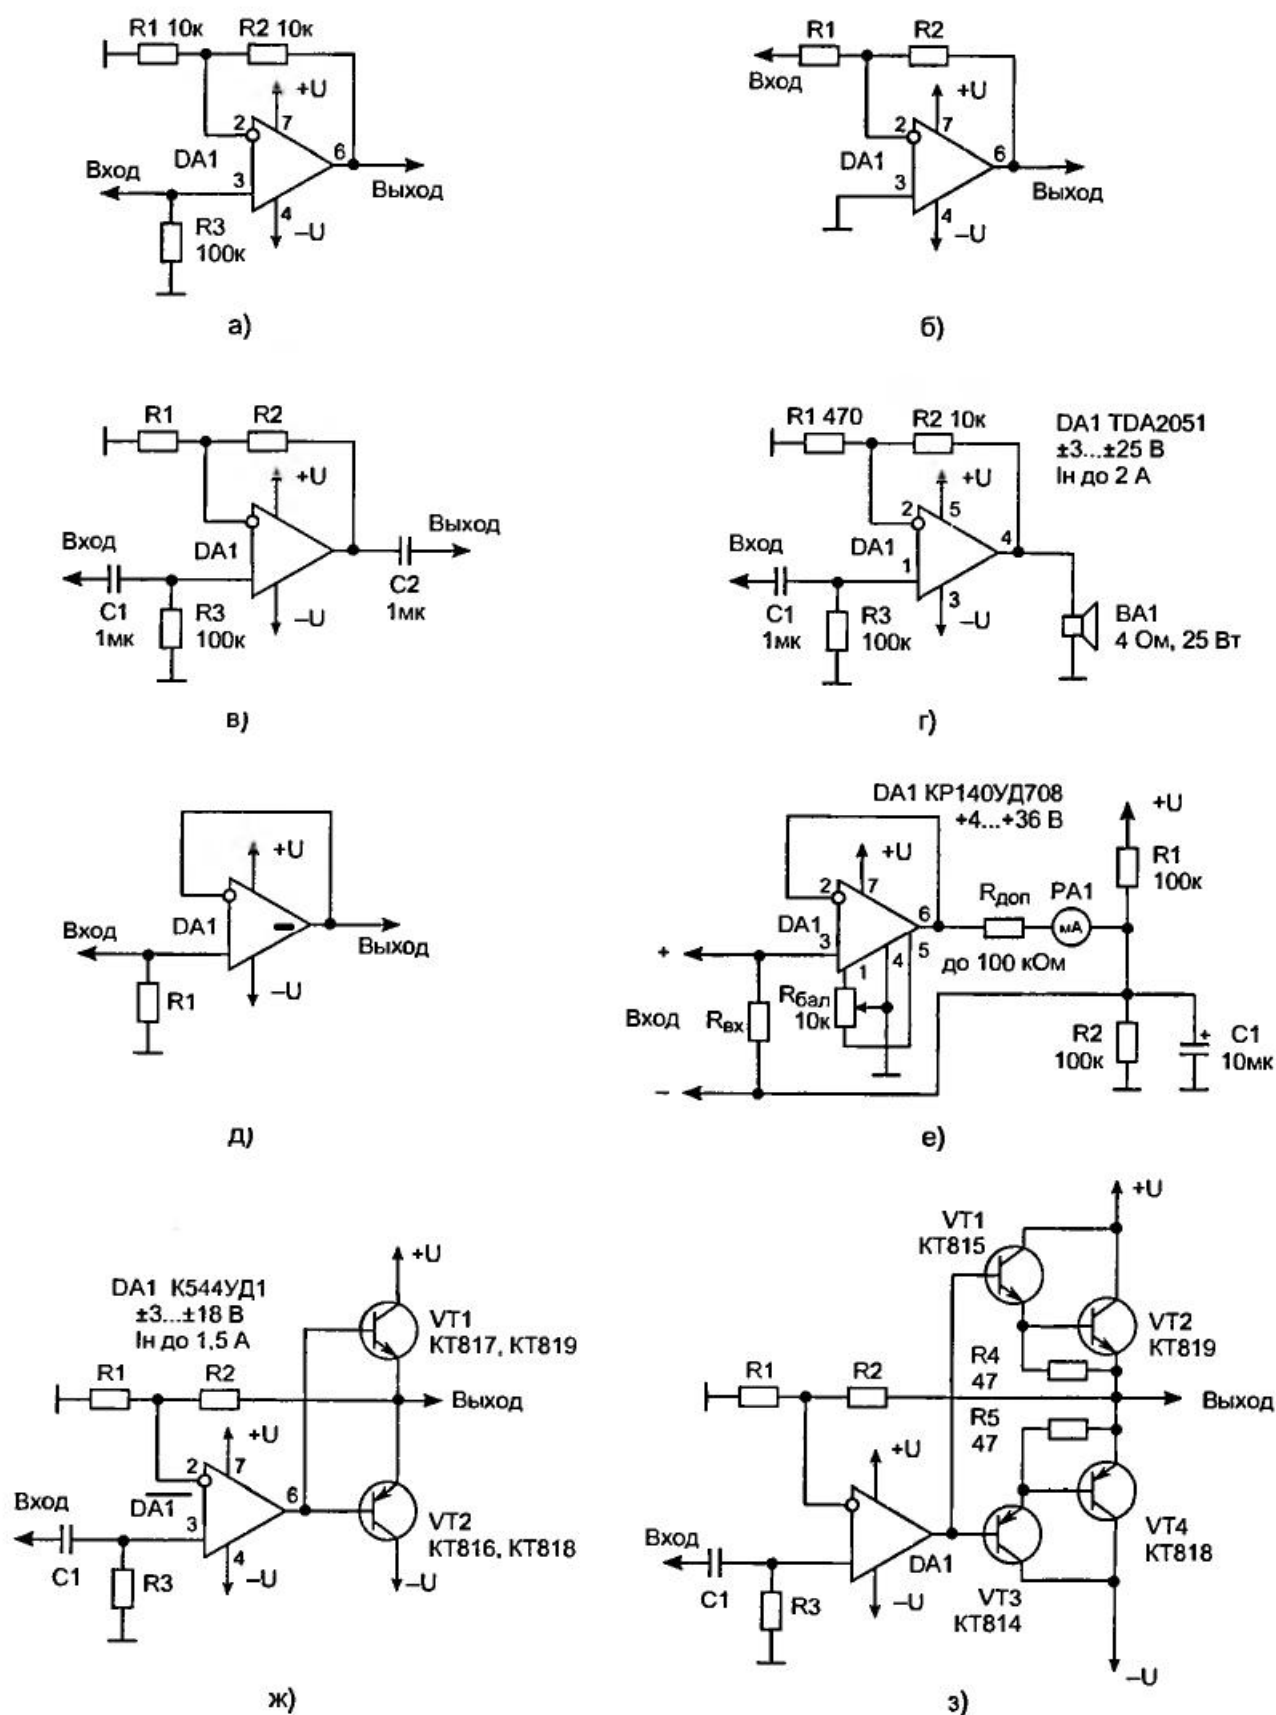 R1 10к R2 10к
+U
2 7
DA1
6
Вход
3
Выход
4
R3
100к
–U
а)
R1 R2
Вход
+U
2 7
DA1
6
3
Выход
4
–U
б)
R1 R2
+U
Вход
DA1
Выход
C1
1мк
R3
100к
–U
C2
1мк
в)
R1 470 R2 10к
DA1 TDA2051
±3...±25 В
Iн до 2 А
+U
2 5
Вход
DA1
4
1
3
C1
1мк
R3
100к
–U
BA1
4 Ом, 25 Вт
г)
+U
DA1
Вход
Выход
R1
–U
д)
DA1 КР140УД708
+4...+36 В
+U
+U
R1
100к
2 7
DA1
6
Rдоп
PA1
мА
3
+
1 4 5
до 100 кОм
Вход
Rвх
Rбал
10к
R2
100к
+
C1
10мк
–
е)
DA1 К544УД1
±3...±18 В
Iн до 1,5 А
+U
VT1
КТ817, КТ819
R1 R2
Выход
+U
2 7
DA1
6
Вход
3
4
C1
R3
–U
VT2
КТ816, КТ818
–U
ж)
+U
VT1
КТ815
VT2
КТ819
R4
47
R1 R2
Выход
R5
47
+U
Вход
DA1
C1
R3
–U
VT3
КТ814
VT4
КТ818
–U
з)